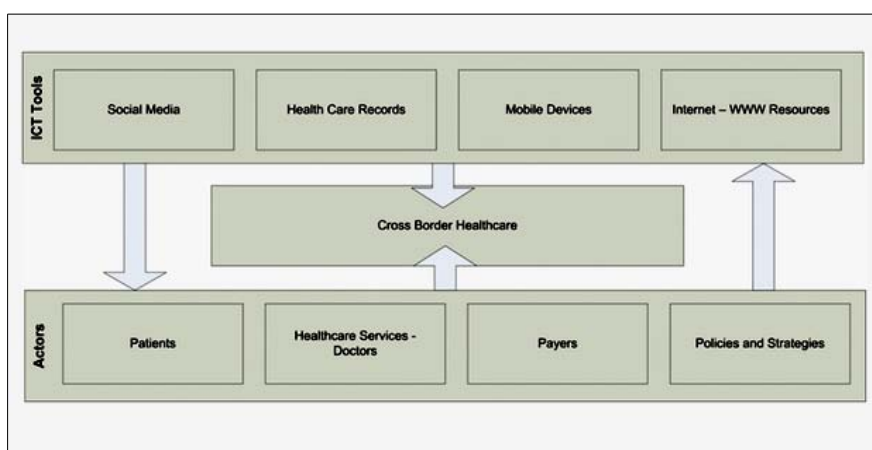 ICT Tools
Social Media
Health Care Records
Mobile Devices
Internet – WWW Resources
Cross Border Healthcare
Actors
Patients
Healthcare Services -
Doctors
Payers
Policies and Strategies